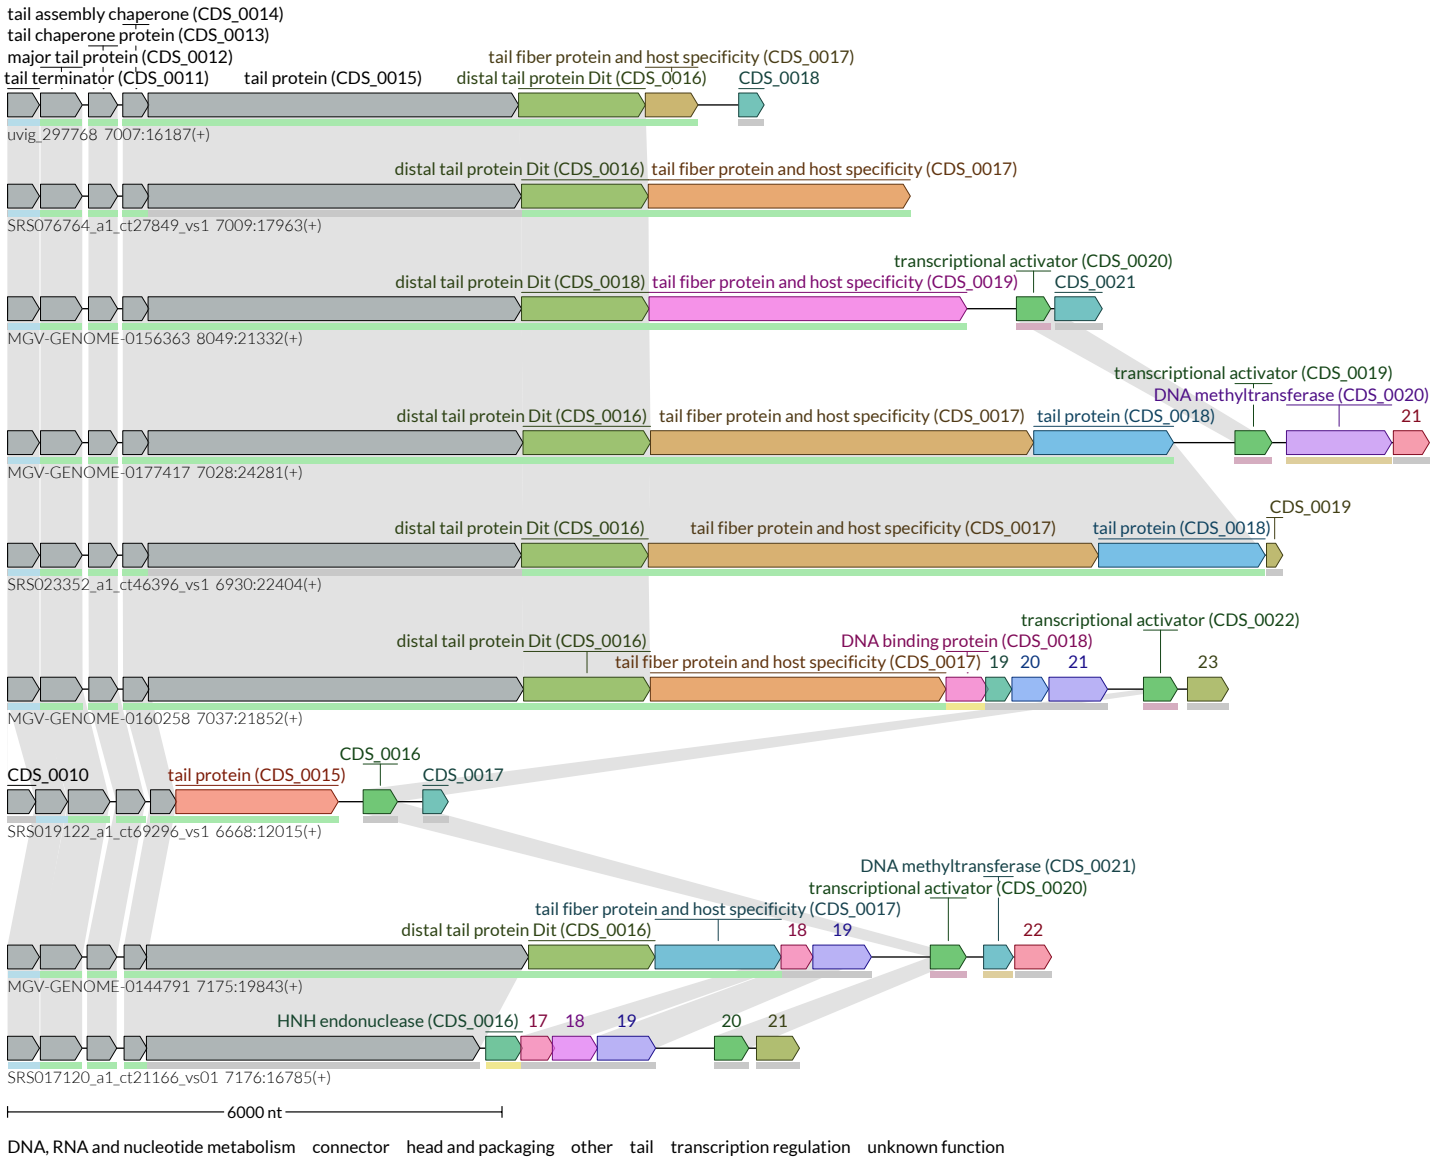 tail assembly chaperone (CDS_0014)
tail chaperone protein (CDS_0013)
major tail protein (CDS_0012)
tail fiber protein and host specificity (CDS_0017)
tail terminator (CDS_0011)
tail protein (CDS_0015)
distal tail protein Dit (CDS_0016)
CDS_0018
uvig_297768 7007:16187(+)
distal tail protein Dit (CDS_0016)
tail fiber protein and host specificity (CDS_0017)
SRS076764_a1_ct27849_vs1 7009:17963(+)
transcriptional activator (CDS_0020)
distal tail protein Dit (CDS_0018)
tail fiber protein and host specificity (CDS_0019)
CDS_0021
MGV-GENOME-0156363 8049:21332(+)
transcriptional activator (CDS_0019)
DNA methyltransferase (CDS_0020)
distal tail protein Dit (CDS_0016)
tail fiber protein and host specificity (CDS_0017)
tail protein (CDS_0018)
21
MGV-GENOME-0177417 7028:24281(+)
CDS_0019
distal tail protein Dit (CDS_0016)
tail fiber protein and host specificity (CDS_0017)
tail protein (CDS_0018)
SRS023352_a1_ct46396_vs1 6930:22404(+)
transcriptional activator (CDS_0022)
distal tail protein Dit (CDS_0016)
DNA binding protein (CDS_0018)
tail fiber protein and host specificity (CDS_0017)
19
20
21
23
MGV-GENOME-0160258 7037:21852(+)
CDS_0016
CDS_0010
tail protein (CDS_0015)
CDS_0017
SRS019122_a1_ct69296_vs1 6668:12015(+)
DNA methyltransferase (CDS_0021)
transcriptional activator (CDS_0020)
tail fiber protein and host specificity (CDS_0017)
distal tail protein Dit (CDS_0016)
18
19
22
MGV-GENOME-0144791 7175:19843(+)
HNH endonuclease (CDS_0016)
17
18
19
20
21
SRS017120_a1_ct21166_vs01 7176:16785(+)
6000 nt
DNA, RNA and nucleotide metabolism connector head and packaging other tail transcription regulation unknown function